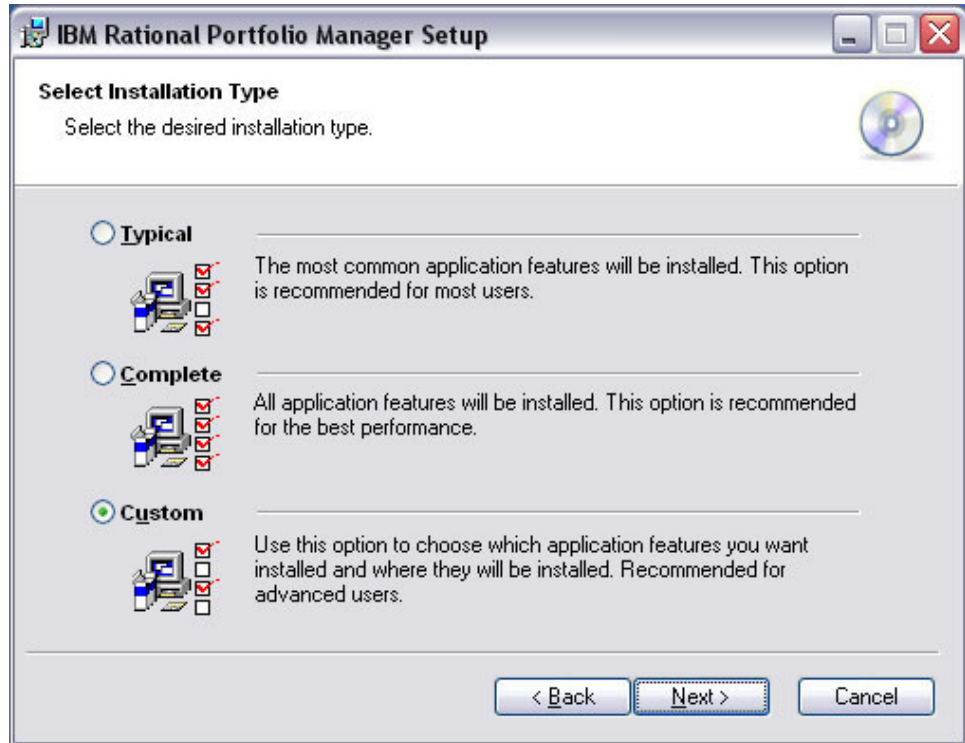 IBM Rational Portfolio Manager Setup
Select Installation Type
Select the desired installation type.
Typical
The most common application features will be installed. This option
is recommended for most users.
Complete
All application features will be installed. This option is recommended
for the best performance.
Custom
Use this option to choose which application features you want
installed and where they will be installed. Recommended for
advanced users.
< Back
Next >
Cancel